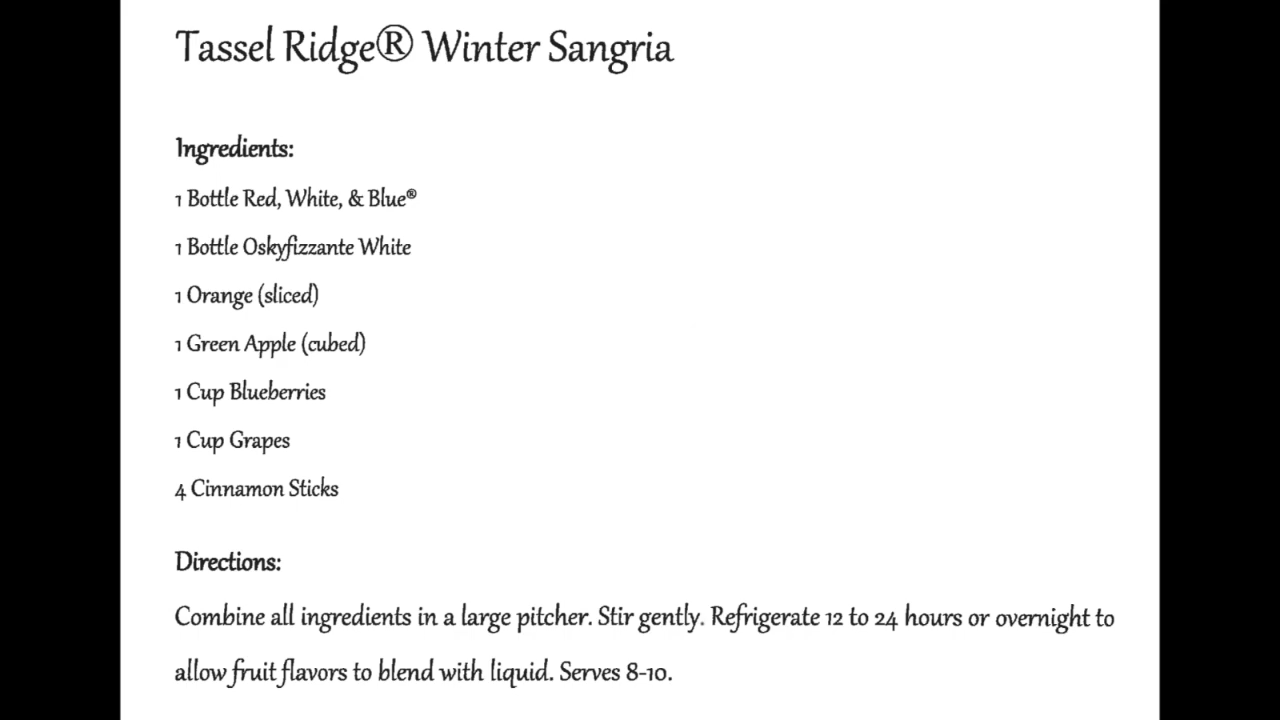 Tassel Ridge® Winter Sangria
Ingredients:
1 Bottle Red, White, & Blue®
1 Bottle Oskyfizzante White
1 Orange (sliced)
1 Green Apple (cubed)
1 Cup Blueberries
1 Cup Grapes
4 Cinnamon Sticks
Directions:
Combine all ingredients in a large pitcher. Stir gently. Refrigerate 12 to 24 hours or overnight to
allow fruit flavors to blend with liquid. Serves 8-10.